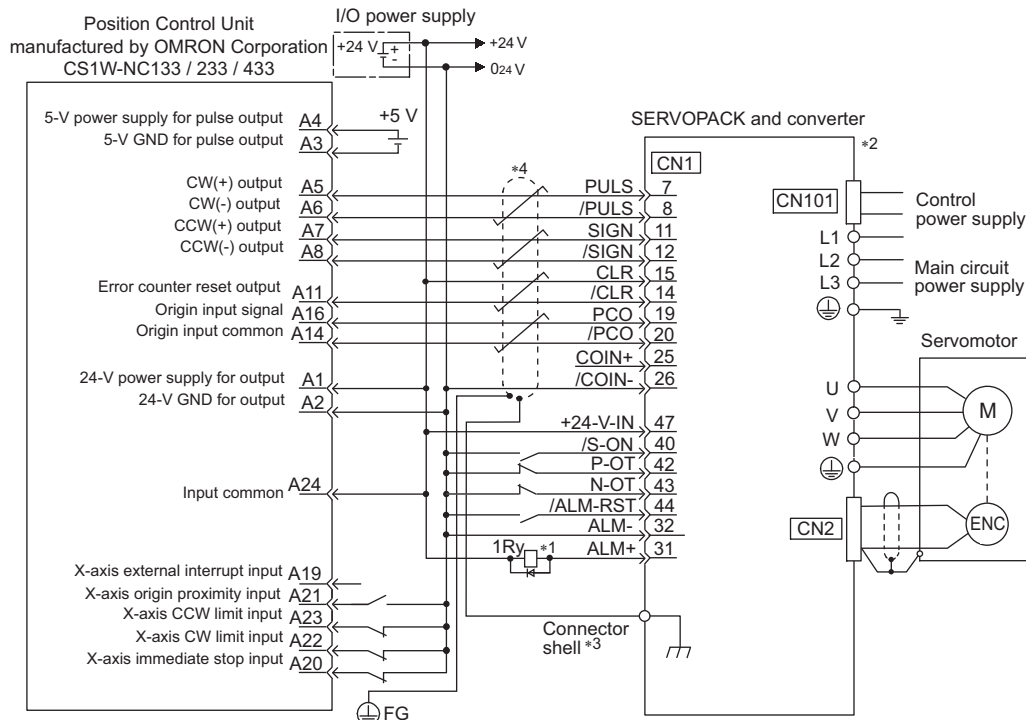 I/O power supply
+24 V
+
-
+24 V
024 V
Position Control Unit
manufactured by OMRON Corporation
CS1W-NC133 / 233 / 433
5-V power supply for pulse output A4
+5 V
5-V GND for pulse output A3
CW(+) output A5
CW(-) output A6
CCW(+) output A7
CCW(-) output A8
Error counter reset output A11
Origin input signal A16
Origin input common A14
24-V power supply for output A1
24-V GND for output A2
Input common A24
X-axis external interrupt input A19
X-axis origin proximity input A21
X-axis CCW limit input A23
X-axis CW limit input A22
X-axis immediate stop input A20
*4
FG
1Ry
*1
Connector
shell *3
SERVOPACK and converter
*2
CN1
PULS 7
/PULS 8
SIGN 11
/SIGN 12
CLR 15
/CLR 14
PCO 19
/PCO 20
COIN+ 25
/COIN- 26
+24-V-IN 47
/S-ON 40
P-OT 42
N-OT 43
/ALM-RST 44
ALM- 32
ALM+ 31
CN101
Control
power supply
L1
L2
L3
Main circuit
power supply
Servomotor
U
V
W
M
CN2
ENC